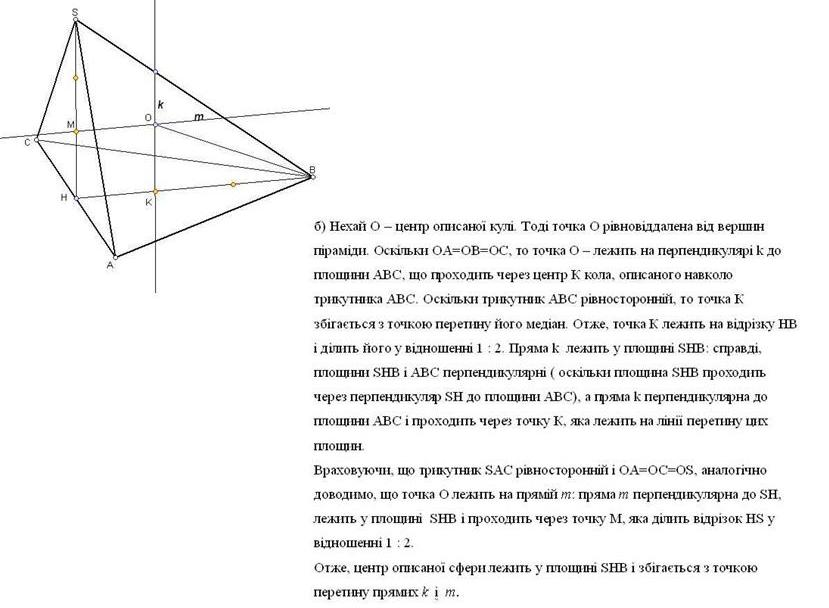 S
k
O
m
M
C
B
H
K
A
б) Нехай О – центр описаної кулі. Тоді точка О рівновіддалена від вершин
піраміди. Оскільки ОА=ОВ=ОС, то точка О – лежить на перпендикулярі k до
площини АВС, що проходить через центр К кола, описаного навколо
трикутника АВС. Оскільки трикутник АВС рівносторонній, то точка К
збігається з точкою перетину його медіан. Отже, точка К лежить на відрізку НВ
і ділить його у відношенні 1 : 2. Пряма k лежить у площині SHB: справді,
площини SHB і АВС перпендикулярні ( оскільки площина SHB проходить
через перпендикуляр SH до площини АВС), а пряма k перпендикулярна до
площини АВС і проходить через точку К, яка лежить на лінії перетину цих
площин.
Враховуючи, що трикутник SAC рівносторонній і ОА=ОС=OS, аналогічно
доводимо, що точка О лежить на прямій m: пряма m перпендикулярна до SH,
лежить у площині SHB і проходить через точку М, яка ділить відрізок HS у
відношенні 1 : 2.
Отже, центр описаної сфери лежить у площині SHB і збігається з точкою
перетину прямих k і m.